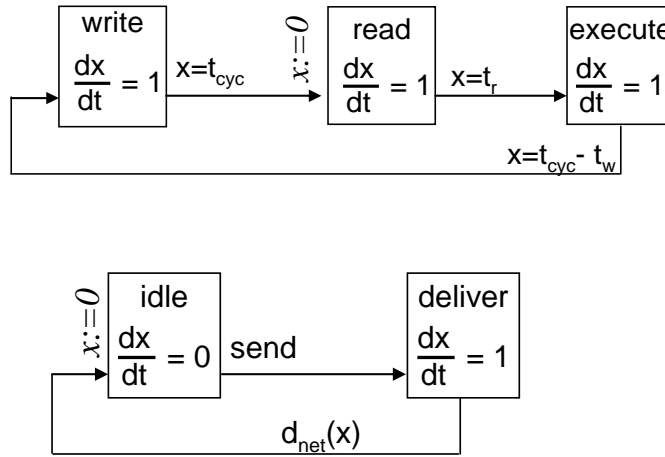 write
dx
dt
= 1
x=t_cyc
x:=0
read
dx
dt
= 1
x=t_r
execute
dx
dt
= 1
x=t_cyc- t_w
x:=0
idle
dx
dt
= 0
send
deliver
dx
dt
= 1
d_net(x)